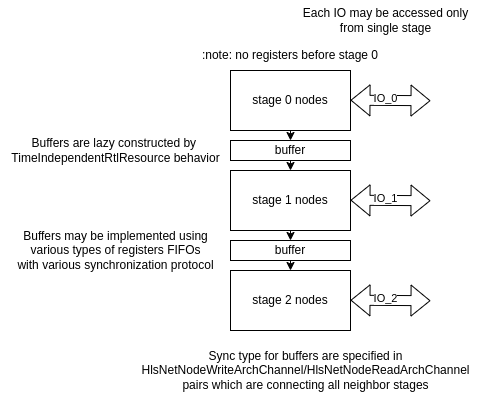 Each IO may be accessed only
from single stage
:note: no registers before stage 0
stage 0 nodes
IO_0
Buffers are lazy constructed by
TimeIndependentRtlResource behavior
buffer
stage 1 nodes
IO_1
Buffers may be implemented using
various types of registers FIFOs
with various synchronization protocol
buffer
stage 2 nodes
IO_2
Sync type for buffers are specified in
HlsNetNodeWriteArchChannel/HlsNetNodeReadArchChannel
pairs which are connecting all neighbor stages